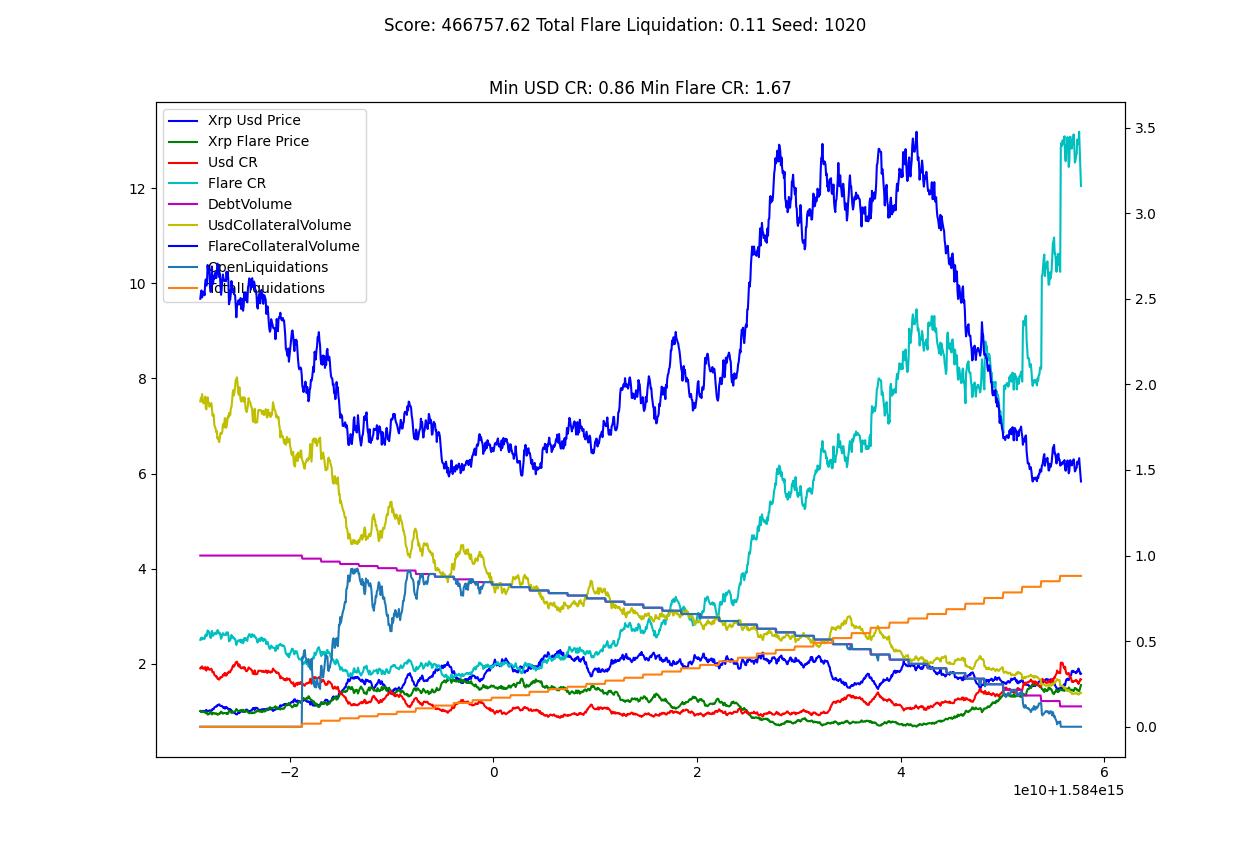 Score: 466757.62 Total Flare Liquidation: 0.11 Seed: 1020
Min USD CR: 0.86 Min Flare CR: 1.67
Xrp Usd Price
Xrp Flare Price
Usd CR
Flare CR
DebtVolume
UsdCollateralVolume
FlareCollateralVolume
OpenLiquidations
TotalLiquidations
12
10
8
6
4
2
3.5
3.0
2.5
2.0
1.5
1.0
0.5
0.0
−2
0
2
4
6
1e10+1.584e15